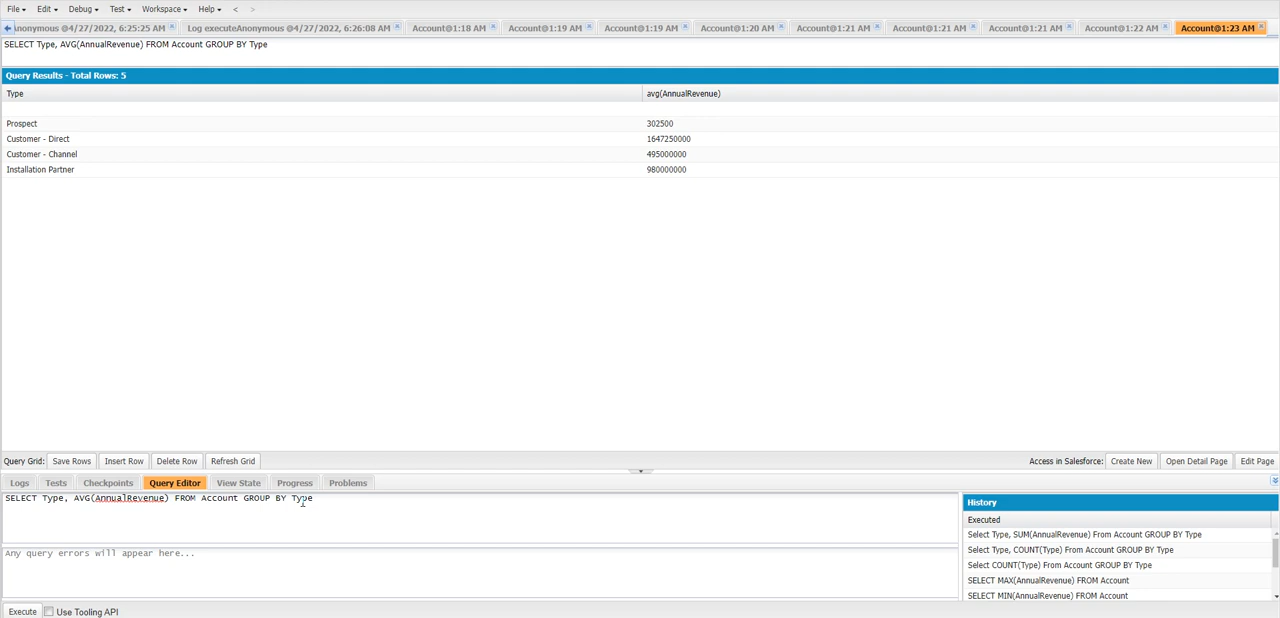 File Edit Debug Test Workspace Help < >
nonymous @4/27/2022, 6:25:25 AM Log executeAnonymous @4/27/2022, 6:26:08 AM Account@1:18 AM Account@1:19 AM Account@1:19 AM Account@1:20 AM Account@1:21 AM Account@1:21 AM Account@1:21 AM Account@1:22 AM Account@1:23 AM
SELECT Type, AVG(AnnualRevenue) FROM Account GROUP BY Type
Query Results - Total Rows: 5
Type avg(AnnualRevenue)
Prospect 302500
Customer - Direct 1647250000
Customer - Channel 495000000
Installation Partner 980000000
Query Grid: Save Rows Insert Row Delete Row Refresh Grid Access in Salesforce: Create New Open Detail Page Edit Page
Logs Tests Checkpoints Query Editor View State Progress Problems
SELECT Type, AVG(AnnualRevenue) FROM Account GROUP BY Type
Any query errors will appear here...
History
Executed
Select Type, SUM(AnnualRevenue) From Account GROUP BY Type
Select Type, COUNT(Type) From Account GROUP BY Type
Select COUNT(Type) From Account GROUP BY Type
SELECT MAX(AnnualRevenue) FROM Account
SELECT MIN(AnnualRevenue) FROM Account
Execute Use Tooling API